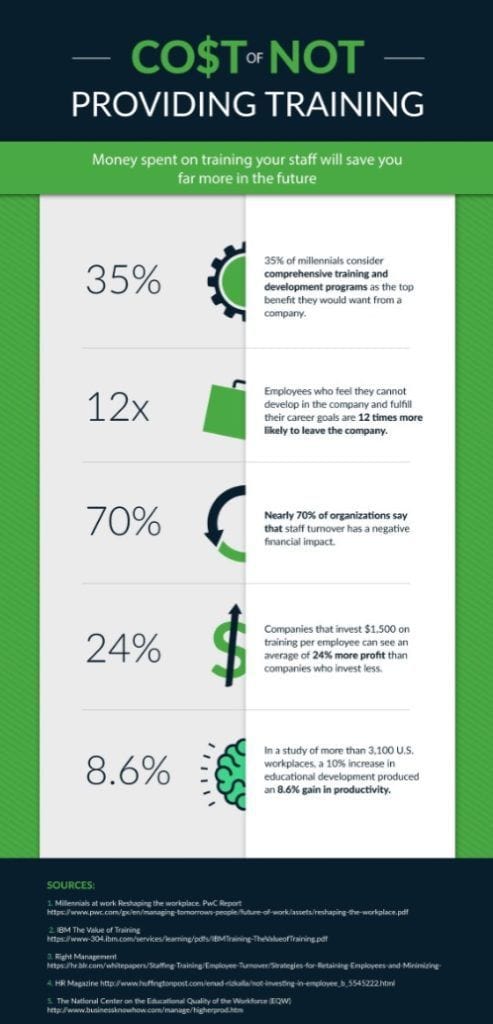 CO$T OF NOT
PROVIDING TRAINING
Money spent on training your staff will save you
far more in the future
35%
35% of millennials consider
comprehensive training and
development programs as the top
benefit they would want from a
company.
12x
Employees who feel they cannot
develop in the company and fulfill
their career goals are 12 times more
likely to leave the company.
70%
Nearly 70% of organizations say
that staff turnover has a negative
financial impact.
24%
Companies that invest $1,500 on
training per employee can see an
average of 24% more profit than
companies who invest less.
8.6%
In a study of more than 3,100 U.S.
workplaces, a 10% increase in
educational development produced
an 8.6% gain in productivity.
SOURCES:
1. Millennials at work Reshaping the workplace. PwC Report
https://www.pwc.com/gx/en/managing-tomorrows-people/future-of-work/assets/reshaping-the-workplace.pdf
2. IBM The Value of Training
https://www-304.ibm.com/services/learning/pdfs/IBMTraining-TheValueofTraining.pdf
3. Right Management
https://hr.blr.com/whitepapers/Staffing-Training/Employee-Turnover/Strategies-for-Retaining-Employees-and-Minimizing-
4. HR Magazine http://www.huffingtonpost.com/emad-rizkalla/not-investing-in-employee_b_5545222.html
5. The National Center on the Educational Quality of the Workforce (EQW)
http://www.businessknowhow.com/manage/higherprod.htm